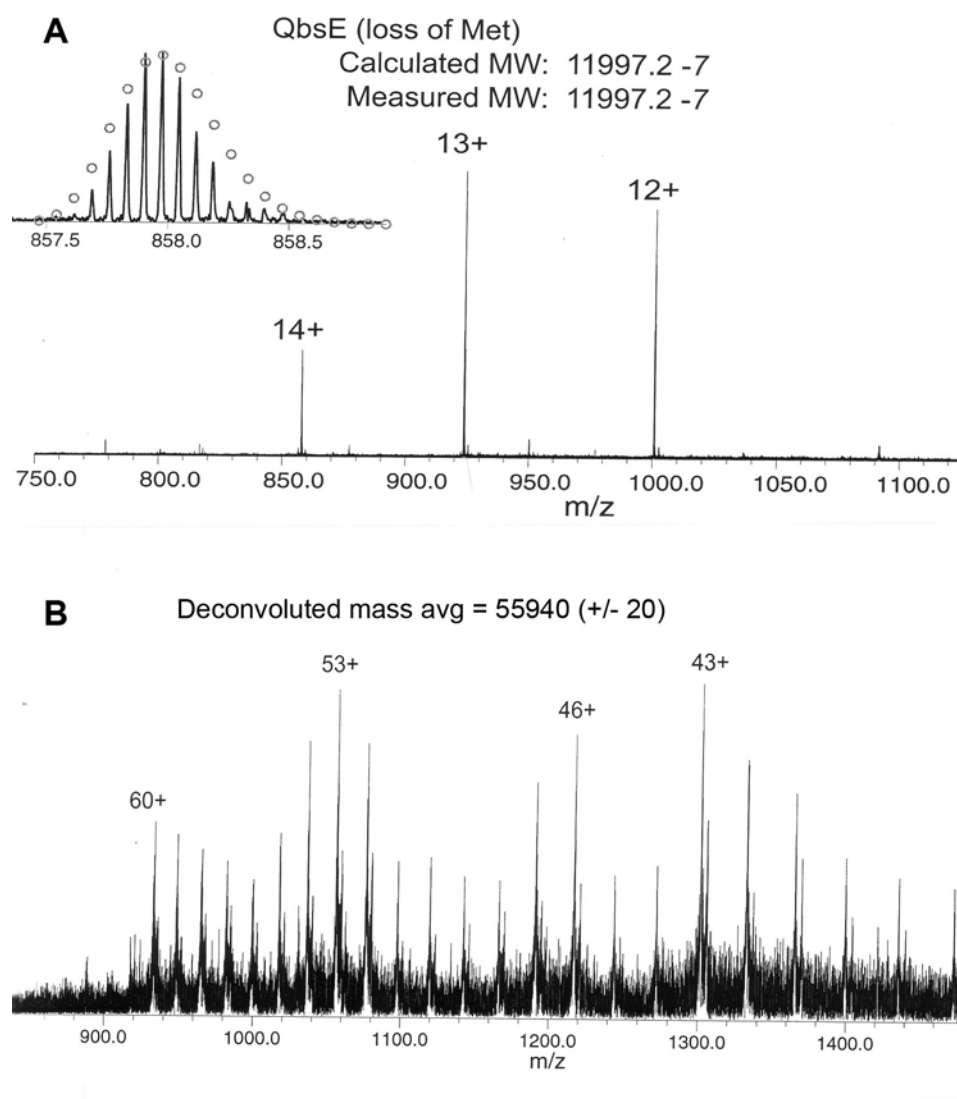 A
QbsE (loss of Met)
Calculated MW: 11997.2 -7
Measured MW: 11997.2 -7
857.5 858.0 858.5
14+
13+
12+
750.0 800.0 850.0 900.0 950.0 1000.0 1050.0 1100.0
m/z
B
Deconvoluted mass avg = 55940 (+/- 20)
60+
53+
46+
43+
900.0 1000.0 1100.0 1200.0 1300.0 1400.0
m/z